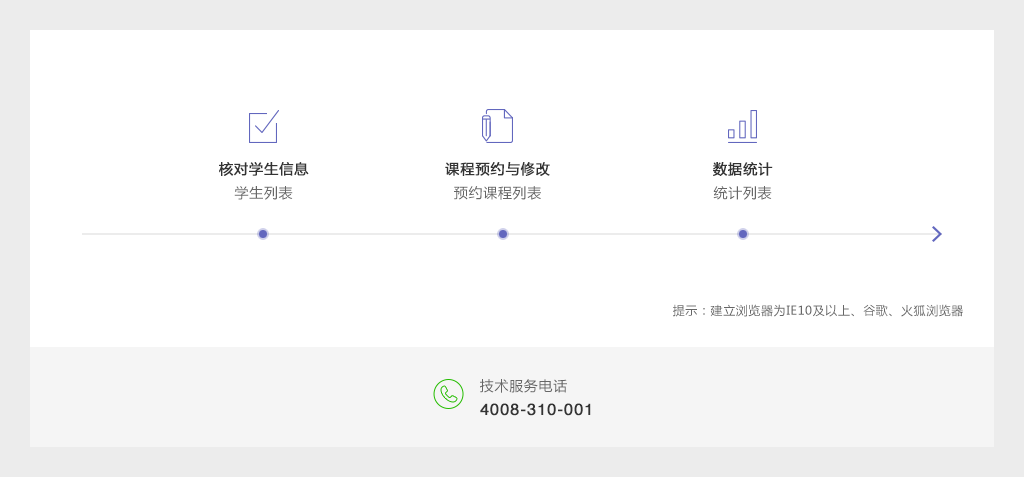 核对学生信息
学生列表
课程预约与修改
预约课程列表
数据统计
统计列表
提示：建立浏览器为IE10及以上、谷歌、火狐浏览器
技术服务电话
4008-310-001